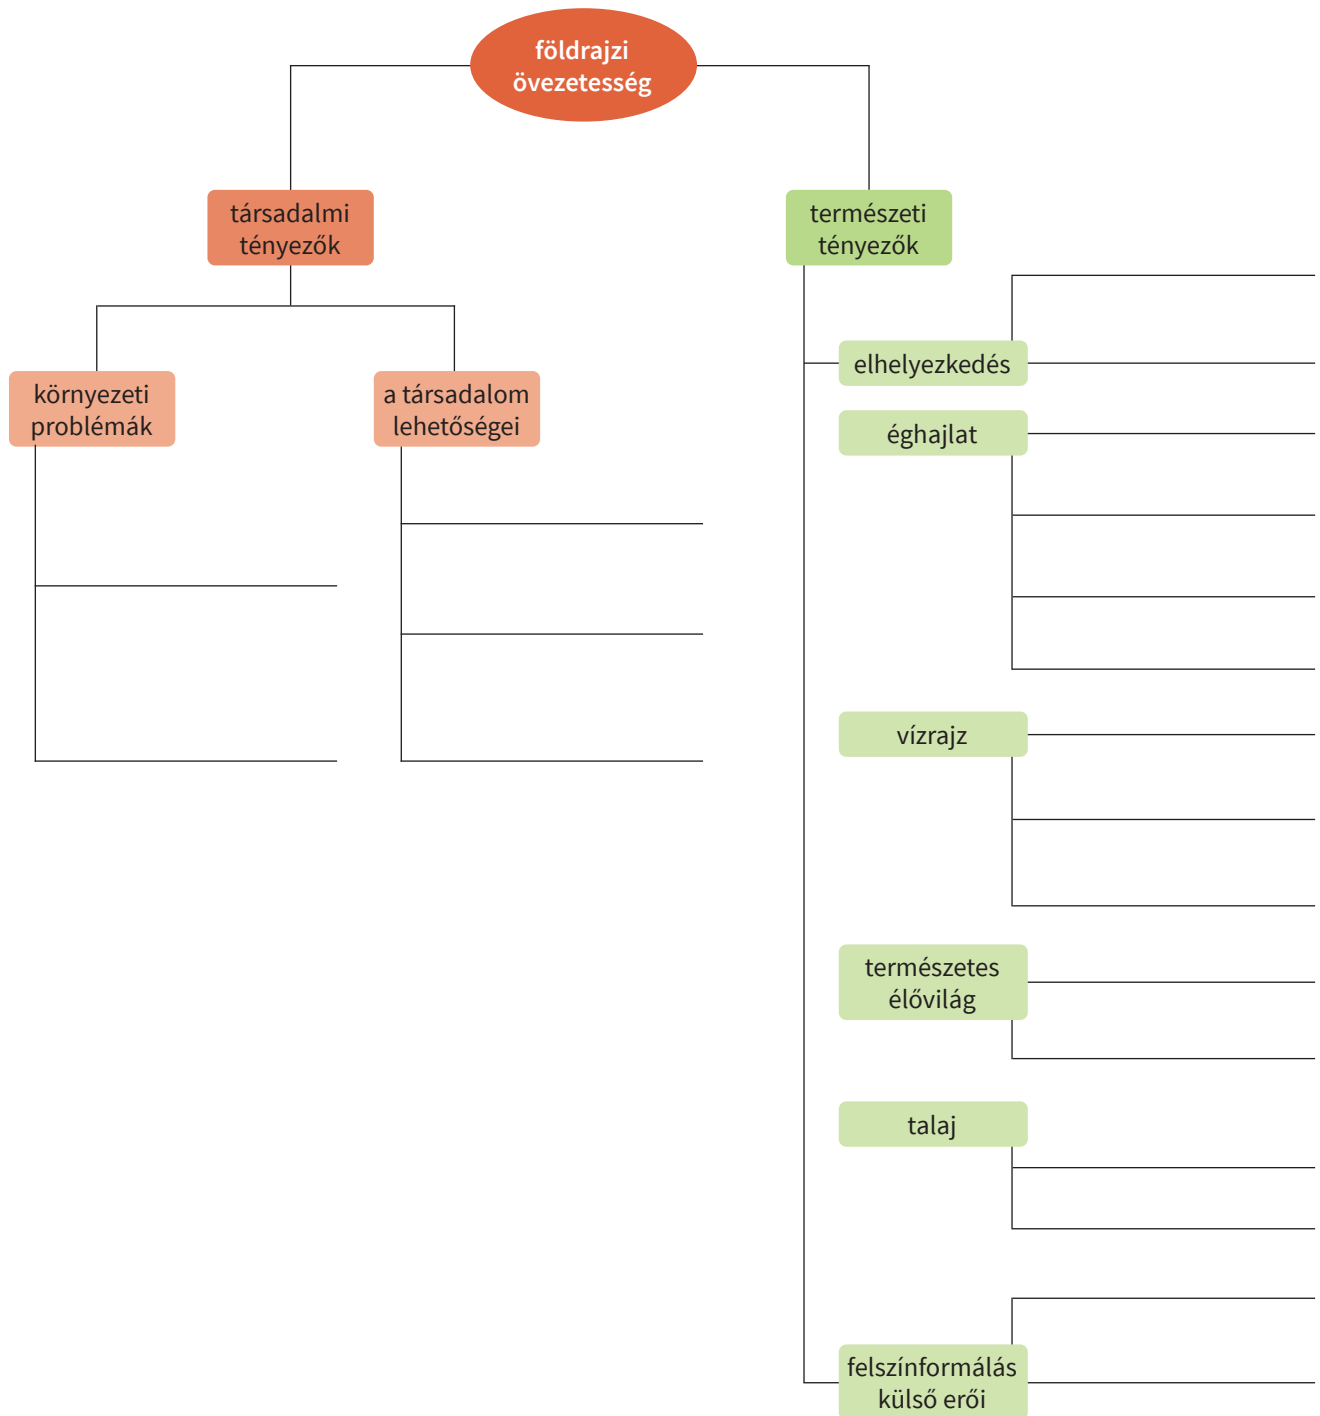 földrajzi
övezetesség
társadalmi
tényezők
természeti
tényezők
környezeti
problémák
a társadalom
lehetőségei
elhelyezkedés
éghajlat
vízrajz
természetes
élővilág
talaj
felszínformálás
külső erői